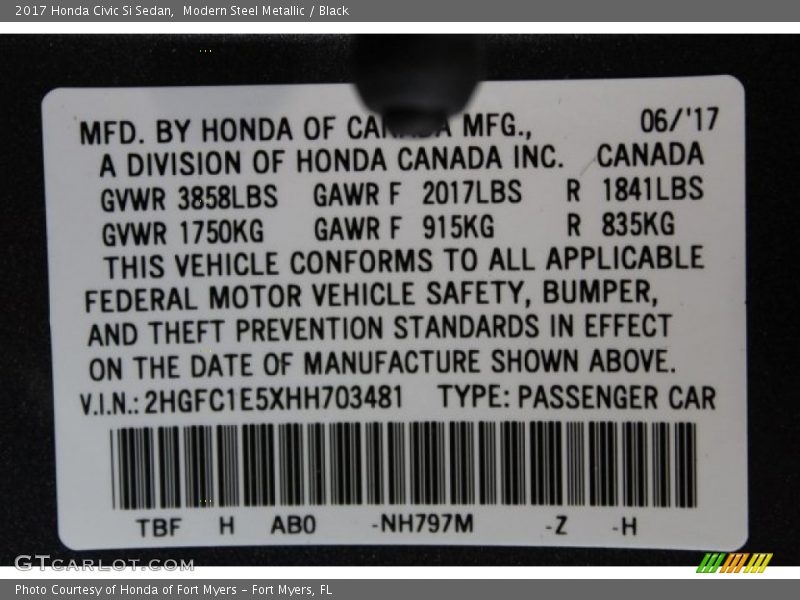 2017 Honda Civic Si Sedan,  Modern Steel Metallic / Black
MFD. BY HONDA OF CANADA MFG., 06/'17
A DIVISION OF HONDA CANADA INC. CANADA
GVWR 3858LBS GAWR F 2017LBS R 1841LBS
GVWR 1750KG GAWR F 915KG R 835KG
THIS VEHICLE CONFORMS TO ALL APPLICABLE
FEDERAL MOTOR VEHICLE SAFETY, BUMPER,
AND THEFT PREVENTION STANDARDS IN EFFECT
ON THE DATE OF MANUFACTURE SHOWN ABOVE.
V.I.N.: 2HGFC1E5XHH703481 TYPE: PASSENGER CAR
TBF H AB0 -NH797M -Z -H
GTCARLOT.COM
Photo Courtesy of Honda of Fort Myers – Fort Myers, FL